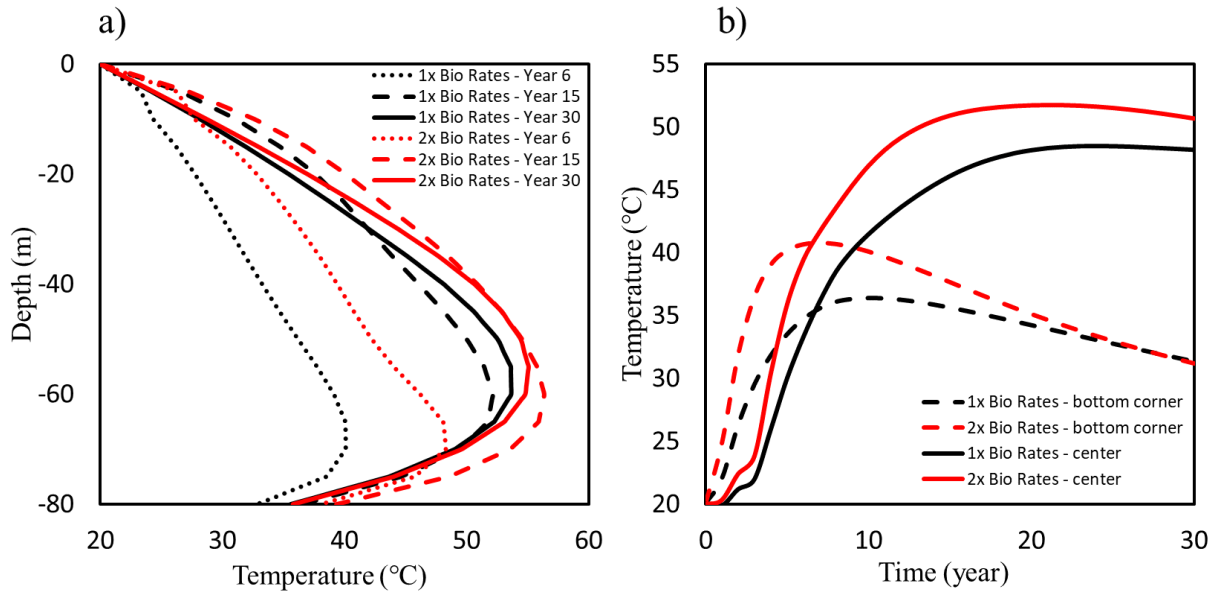 a)
0
-20
-40
-60
-80
Depth (m)
20
30
40
50
60
Temperature (°C)
1x Bio Rates - Year 6
1x Bio Rates - Year 15
1x Bio Rates - Year 30
2x Bio Rates - Year 6
2x Bio Rates - Year 15
2x Bio Rates - Year 30
b)
55
50
45
40
35
30
25
20
Temperature (°C)
0
10
20
30
Time (year)
1x Bio Rates - bottom corner
2x Bio Rates - bottom corner
1x Bio Rates - center
2x Bio Rates - center